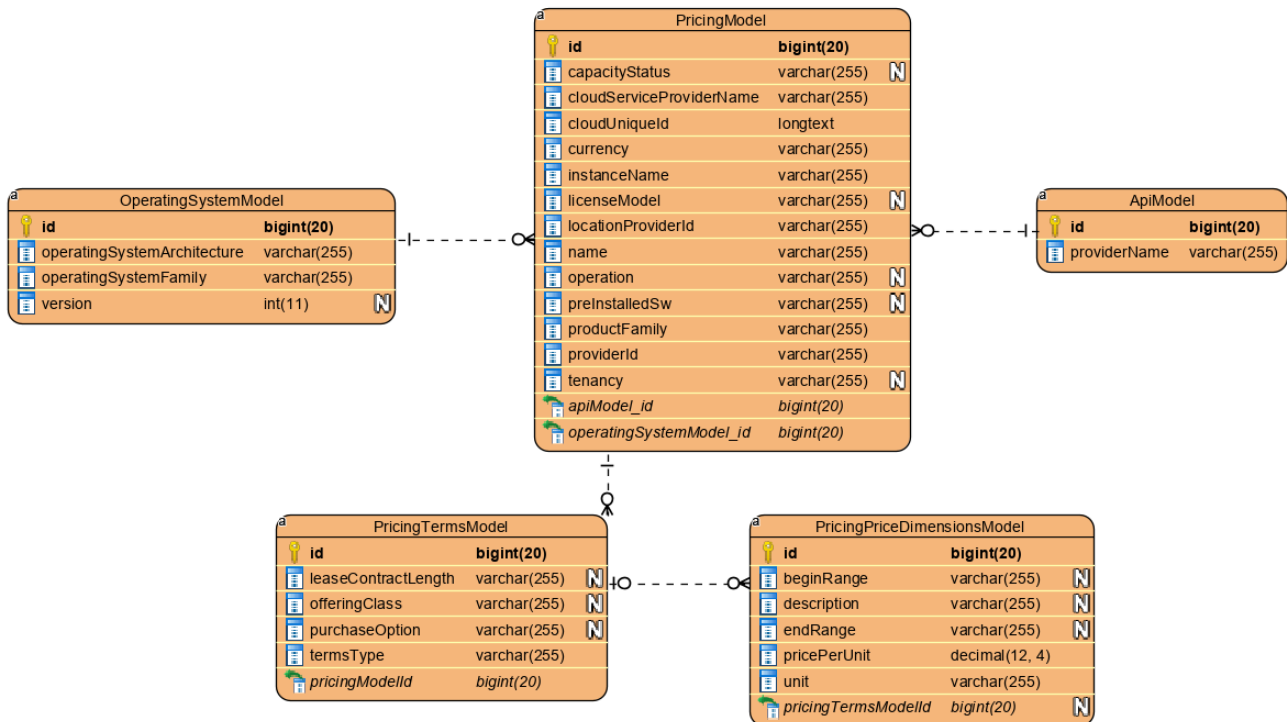 a
PricingModel
id bigint(20)
capacityStatus varchar(255) N
cloudServiceProviderName varchar(255)
cloudUniqueId longtext
currency varchar(255)
instanceName varchar(255)
licenseModel varchar(255) N
locationProviderId varchar(255)
name varchar(255)
operation varchar(255) N
preInstalledSw varchar(255) N
productFamily varchar(255)
providerId varchar(255)
tenancy varchar(255) N
apiModel_id bigint(20)
operatingSystemModel_id bigint(20)
a
OperatingSystemModel
id bigint(20)
operatingSystemArchitecture varchar(255)
operatingSystemFamily varchar(255)
version int(11) N
a
ApiModel
id bigint(20)
providerName varchar(255)
a
PricingTermsModel
id bigint(20)
leaseContractLength varchar(255) N
offeringClass varchar(255) N
purchaseOption varchar(255) N
termsType varchar(255)
pricingModelId bigint(20)
a
PricingPriceDimensionsModel
id bigint(20)
beginRange varchar(255) N
description varchar(255) N
endRange varchar(255) N
pricePerUnit decimal(12, 4)
unit varchar(255)
pricingTermsModelId bigint(20) N